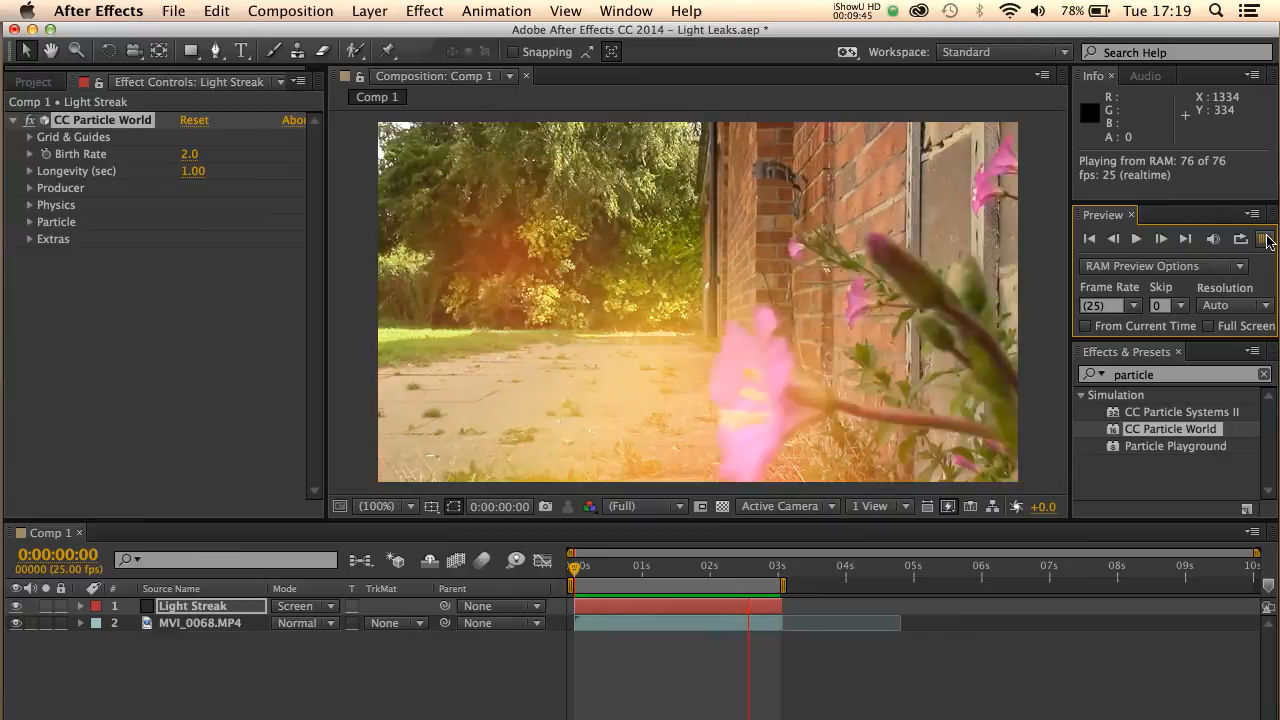 After Effects File Edit Composition Layer Effect Animation View Window Help iShowU HD 00:09:45 78% Tue 17:19
Adobe After Effects CC 2014 – Light Leaks.aep *
Snapping Workspace: Standard Search Help
Project Effect Controls: Light Streak
Comp 1 • Light Streak
fx CC Particle World Reset Abou
Grid & Guides
Birth Rate 2.0
Longevity (sec) 1.00
Producer
Physics
Particle
Extras
Composition: Comp 1
Comp 1
(100%) 0:00:00:00 (Full) Active Camera 1 View +0.0
Info Audio
R : X : 1334
G : Y : 334
B :
A : 0
Playing from RAM: 76 of 76
fps: 25 (realtime)
Preview
RAM Preview Options
Frame Rate Skip Resolution
(25) 0 Auto
From Current Time Full Screen
Effects & Presets
particle
Simulation
CC Particle Systems II
CC Particle World
Particle Playground
Comp 1
0:00:00:00
00000 (25.00 fps)
# Source Name Mode T TrkMat Parent
1 Light Streak Screen None
2 MVI_0068.MP4 Normal None None
00s 01s 02s 03s 04s 05s 06s 07s 08s 09s 10s